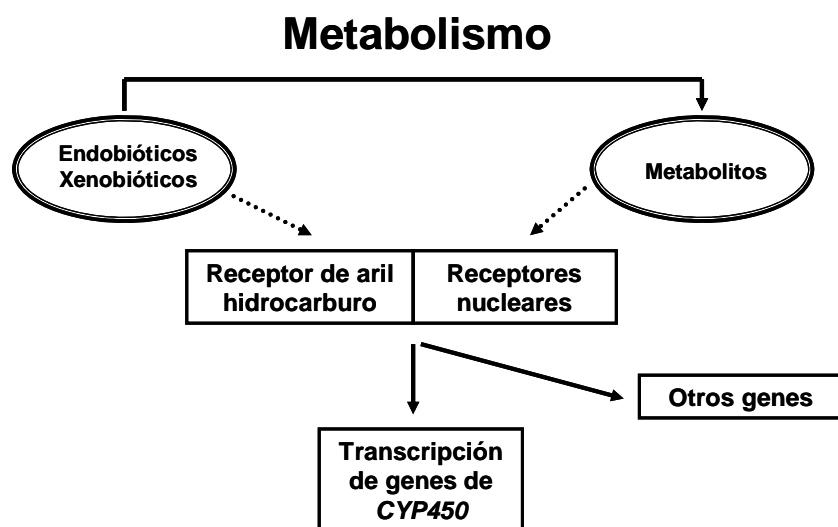 Metabolismo
Endobióticos
Xenobióticos
Metabolitos
Receptor de aril
hidrocarburo
Receptores
nucleares
Otros genes
Transcripción
de genes de
CYP450